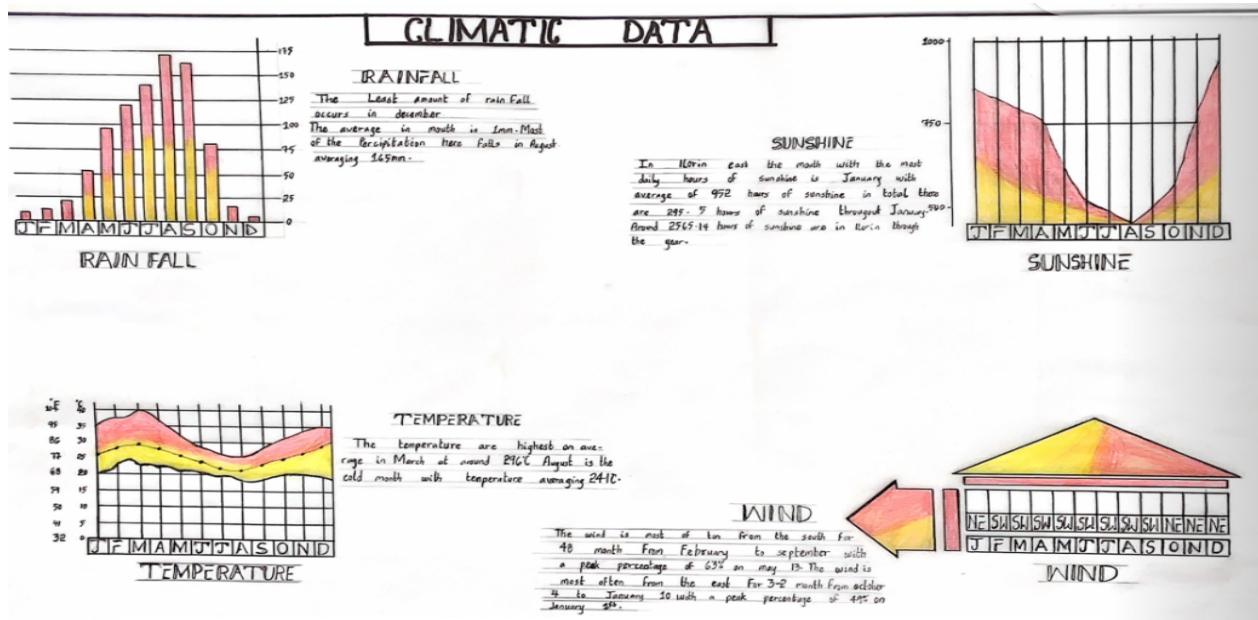 CLIMATIC DATA
175
150
125
100
75
50
25
0
J F M A M J J A S O N D
RAIN FALL
RAINFALL
The Least amount of rain Fall
occurs in december
The average in mouth is 1mm. Most
of the Percipitation here Falls in August
averaging 165mm.
SUNSHINE
In ILorin east the month with the most
daily hours of sunshine is January with
average of 952 hours of sunshine in total there
are 295.5 hours of sunshine througout January.
Around 2565.14 hours of sunshine are in Ilorin through
the year.
1000
750
500
J F M A M J J A S O N D
SUNSHINE
°F °C
104 40
95 35
86 30
77 25
68 20
59 15
50 10
41 5
32 0
J F M A M J J A S O N D
TEMPERATURE
TEMPERATURE
The temperature are highest on ave-
rage in March at around 29.6°C August is the
cold month with temperature averaging 24.1C.
WIND
The wind is most of ten from the south for
48 month From February to september with
a peak percentage of 63% on may 13. The wind is
most often from the east For 3-2 month from october
4 to January 10 with a peak percentage of 49% on
January 1st.
NE SW SW SW SW SW SW SW SW NE NE NE
J F M A M J J A S O N D
WIND